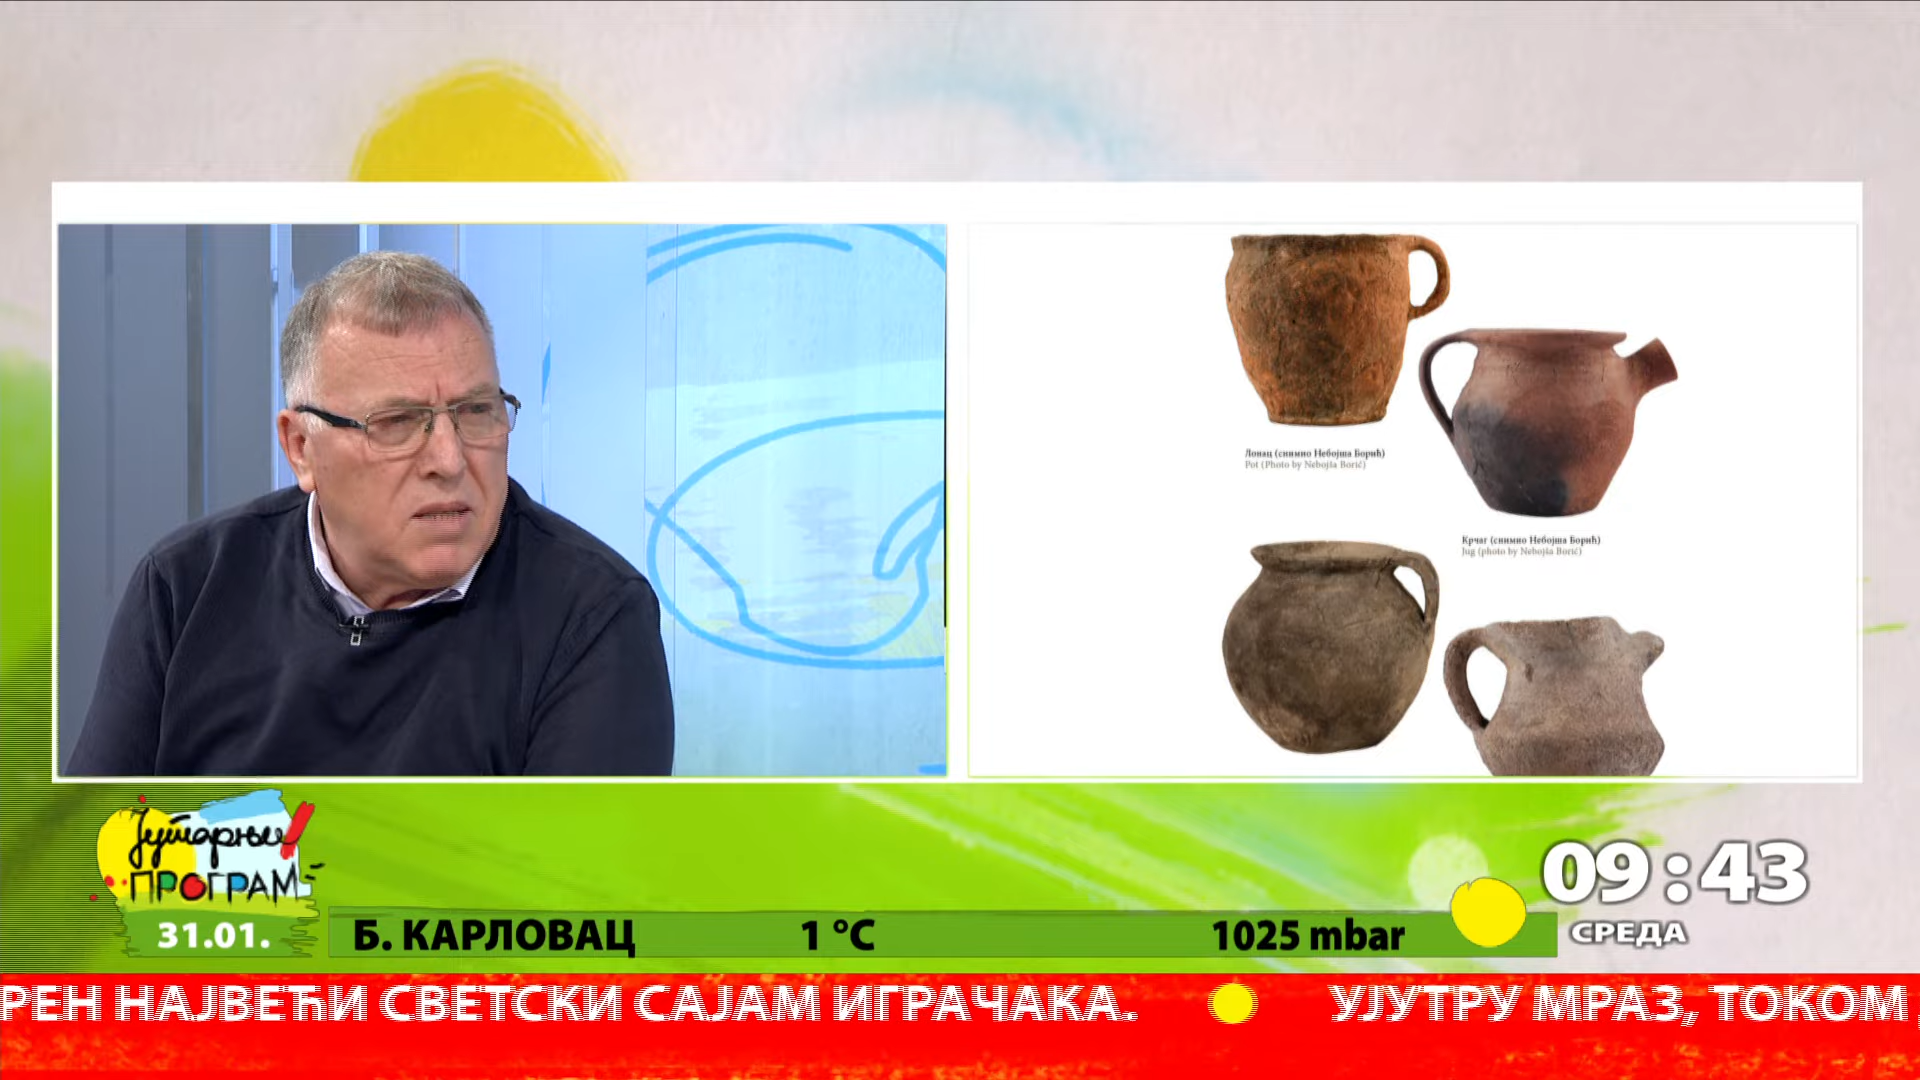 Лонац (снимио Небојша Борић)
Pot (Photo by Nebojša Borić)
Крчаг (снимио Небојша Борић)
Jug (photo by Nebojša Borić)
Јутарњи
ПРОГРАМ
31.01.
Б. КАРЛОВАЦ 1 °C 1025 mbar
09:43
СРЕДА
РЕН НАЈВЕЋИ СВЕТСКИ САЈАМ ИГРАЧАКА. УЈУТРУ МРАЗ, ТОКОМ